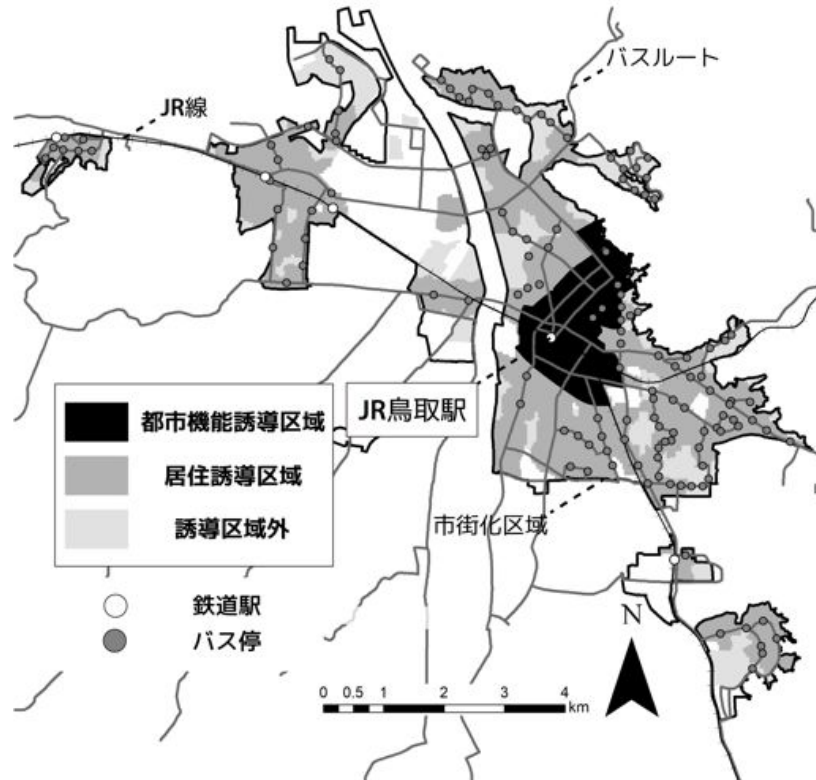 バスルート
JR線
都市機能誘導区域
JR鳥取駅
居住誘導区域
誘導区域外
市街化区域
鉄道駅
バス停
N
0 0.5 1 2 3 4
km